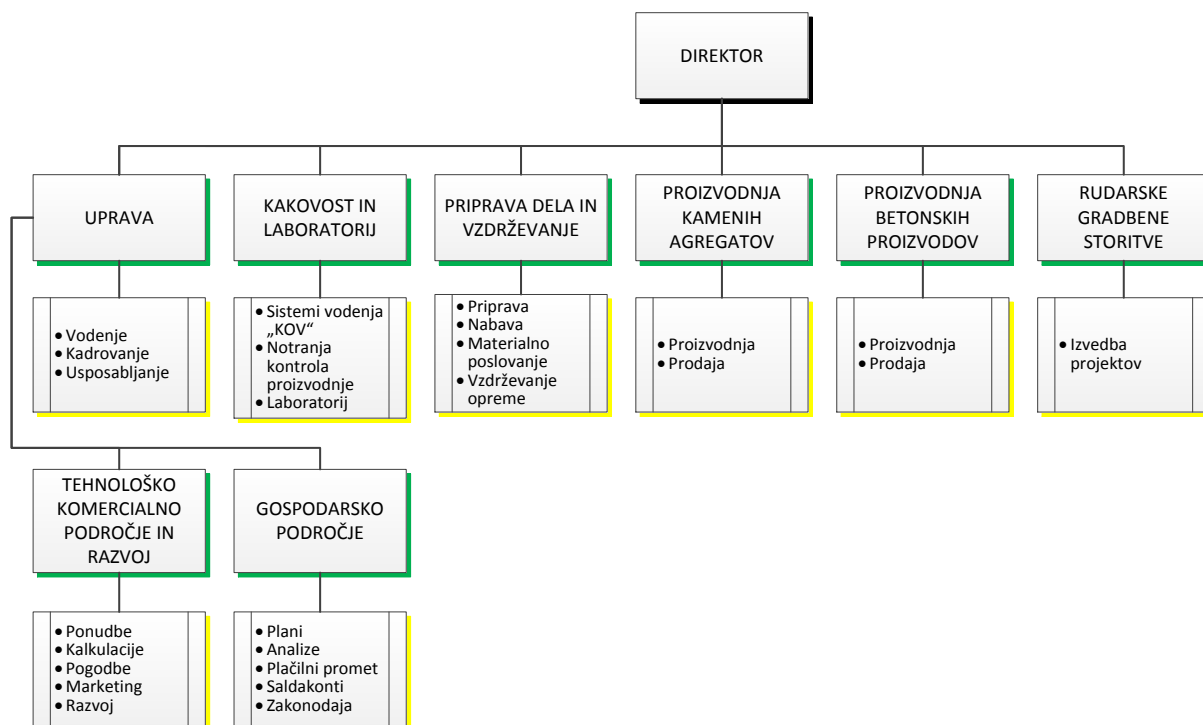 DIREKTOR
UPRAVA
KAKOVOST IN
LABORATORIJ
PRIPRAVA DELA IN
VZDRŽEVANJE
PROIZVODNJA
KAMENIH
AGREGATOV
PROIZVODNJA
BETONSKIH
PROIZVODOV
RUDARSKE
GRADBENE
STORITVE
• Vodenje
• Kadrovanje
• Usposabljanje
• Sistemi vodenja
„KOV“
• Notranja
kontrola
proizvodnje
• Laboratorij
• Priprava
• Nabava
• Materialno
poslovanje
• Vzdrževanje
opreme
• Proizvodnja
• Prodaja
• Proizvodnja
• Prodaja
• Izvedba
projektov
TEHNOLOŠKO
KOMERCIALNO
PODROČJE IN
RAZVOJ
GOSPODARSKO
PODROČJE
• Ponudbe
• Kalkulacije
• Pogodbe
• Marketing
• Razvoj
• Plani
• Analize
• Plačilni promet
• Saldakonti
• Zakonodaja